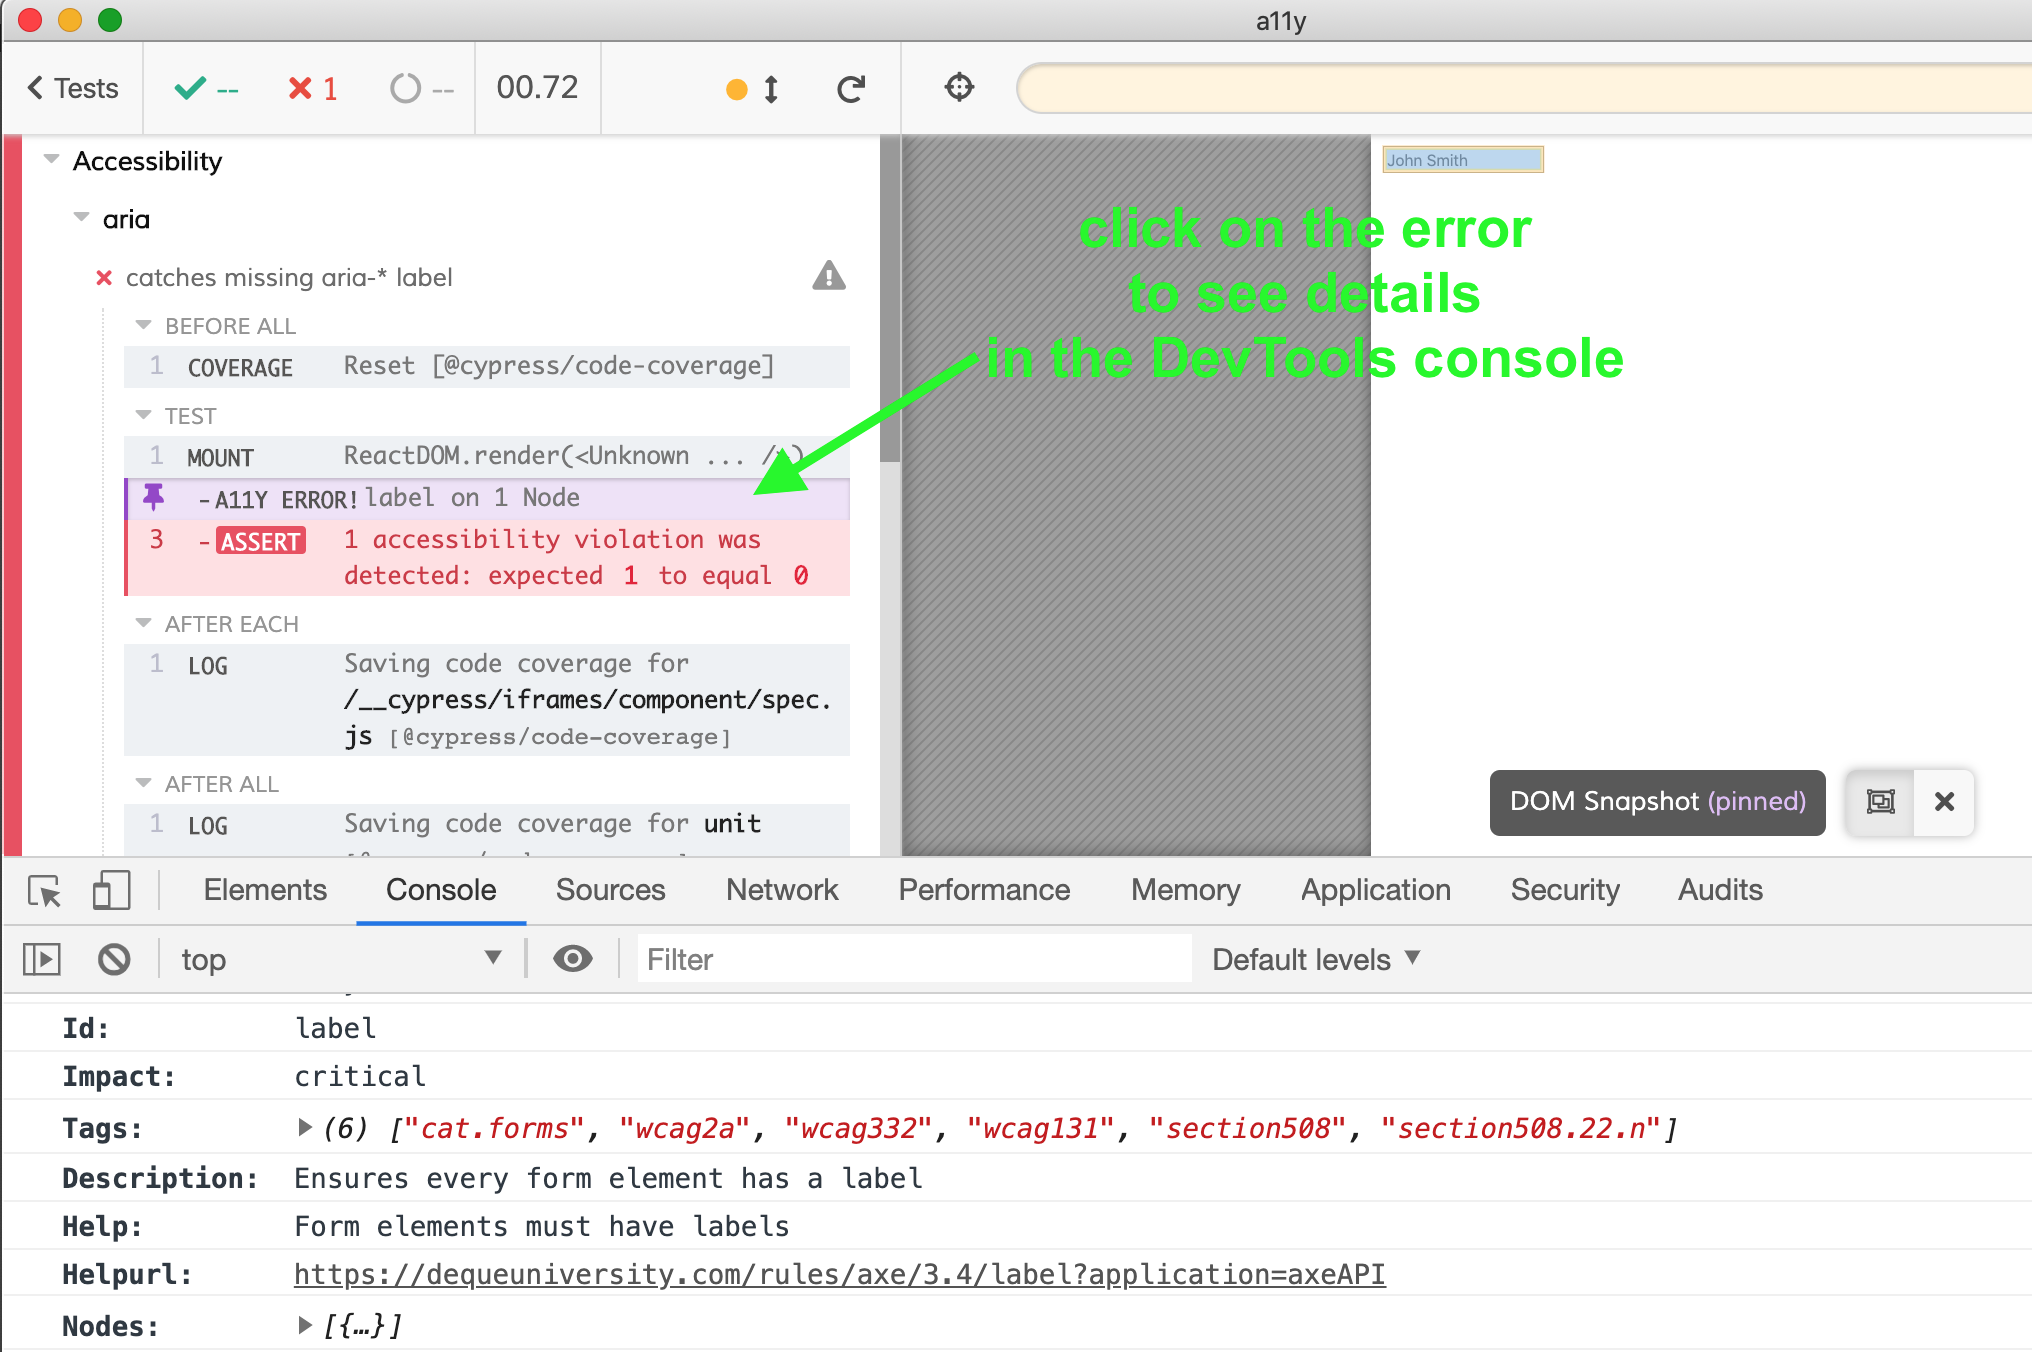 a11y
Tests -- 1 -- 00.72
Accessibility
aria
catches missing aria-* label
BEFORE ALL
1 COVERAGE Reset [@cypress/code-coverage]
TEST
1 MOUNT ReactDOM.render(<Unknown ... />)
-A11Y ERROR! label on 1 Node
3 -ASSERT 1 accessibility violation was
detected: expected 1 to equal 0
AFTER EACH
1 LOG Saving code coverage for
/__cypress/iframes/component/spec.
js [@cypress/code-coverage]
AFTER ALL
1 LOG Saving code coverage for unit
John Smith
click on the error
to see details
in the DevTools console
DOM Snapshot (pinned)
Elements Console Sources Network Performance Memory Application Security Audits
top Filter Default levels
Id: label
Impact: critical
Tags: (6) ["cat.forms", "wcag2a", "wcag332", "wcag131", "section508", "section508.22.n"]
Description: Ensures every form element has a label
Help: Form elements must have labels
Helpurl: https://dequeuniversity.com/rules/axe/3.4/label?application=axeAPI
Nodes: [{…}]